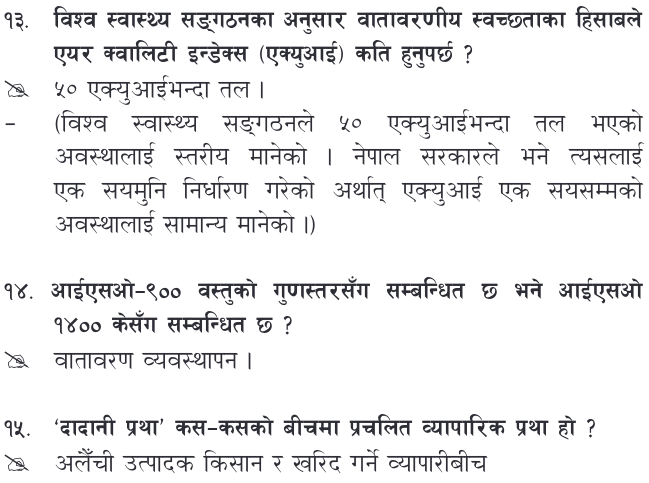 १३. विश्व स्वास्थ्य सङ्गठनका अनुसार वातावरणीय स्वच्छताका हिसाबले
एयर क्वालिटी इन्डेक्स (एक्युआई) कति हुनुपर्छ ?
५० एक्युआईभन्दा तल ।
– (विश्व स्वास्थ्य सङ्गठनले ५० एक्युआईभन्दा तल भएको
अवस्थालाई स्तरीय मानेको । नेपाल सरकारले भने त्यसलाई
एक सयमुनि निर्धारण गरेको अर्थात् एक्युआई एक सयसम्मको
अवस्थालाई सामान्य मानेको ।)
१४. आईएसओ–९०० वस्तुको गुणस्तरसँग सम्बन्धित छ भने आईएसओ
१४०० केसँग सम्बन्धित छ ?
वातावरण व्यवस्थापन ।
१५. ‘दादानी प्रथा’ कस–कसको बीचमा प्रचलित व्यापारिक प्रथा हो ?
अलैँची उत्पादक किसान र खरिद गर्ने व्यापारीबीच